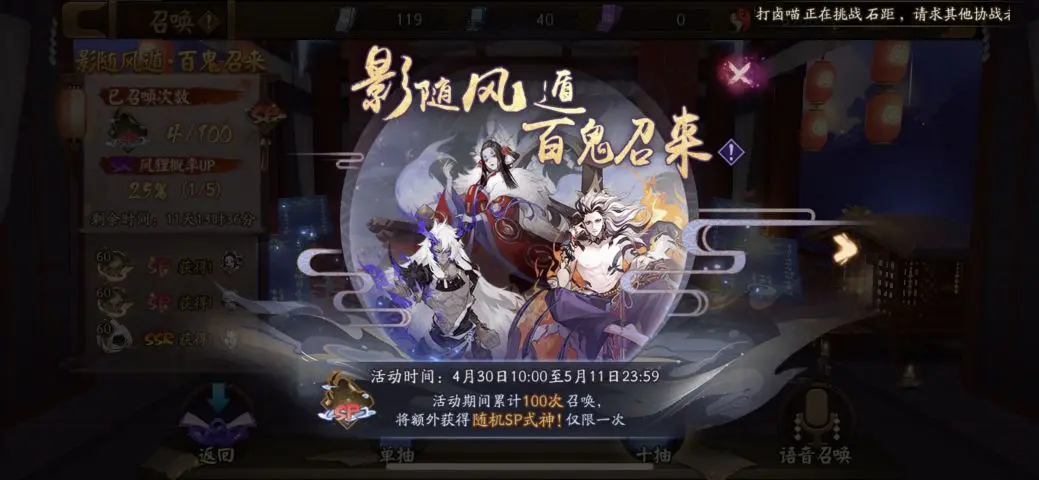 召唤
119
40
0
打卤喵正在挑战石距，请求其他协战
影随风遁·百鬼召来
影随风遁
百鬼召来
已召唤次数
4/100
风狸概率UP
25% (1/5)
剩余时间：11天13时36分
60
SP 获得!
60
SP 获得!
60
SSR 获得!
活动时间：4月30日10:00至5月11日23:59
活动期间累计100次召唤，
SP
将额外获得随机SP式神！仅限一次
返回
单抽
十抽
语音召唤